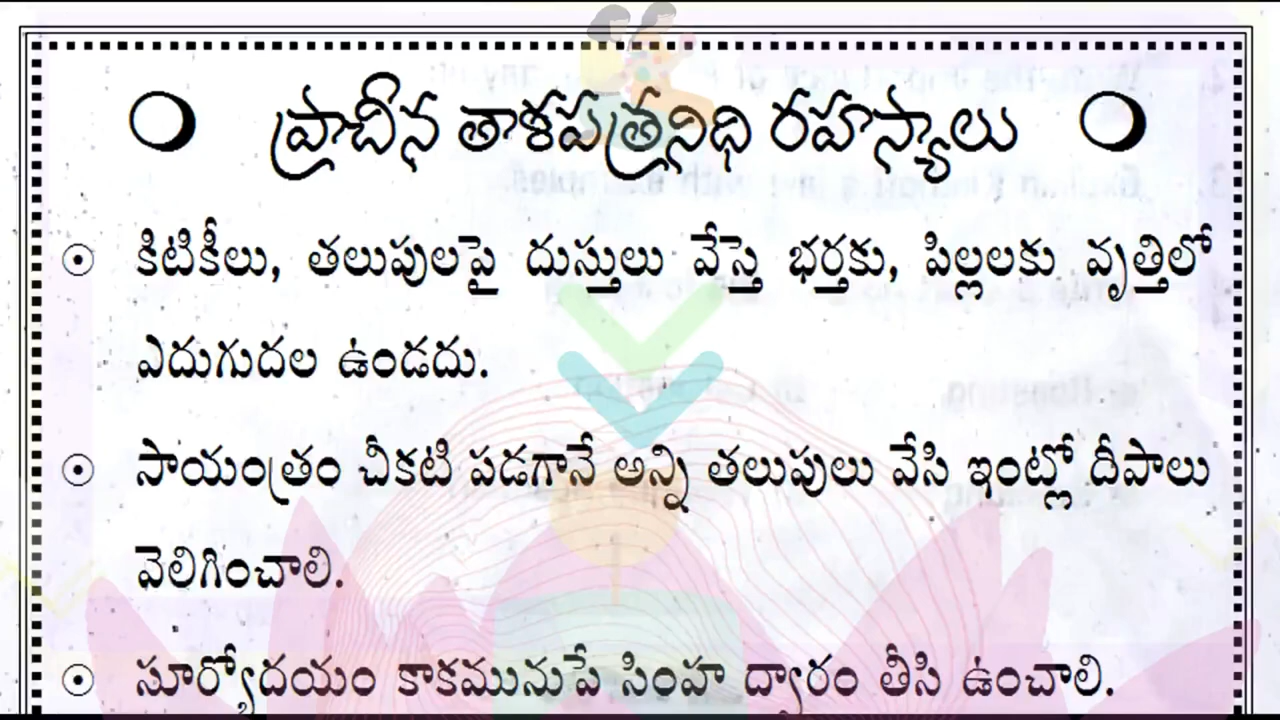 ప్రాచీన తాళపత్రనిధి రహస్యాలు
కిటికీలు, తలుపులపై దుస్తులు వేస్తె భర్తకు, పిల్లలకు వృత్తిలో
ఎదుగుదల ఉండదు.
సాయంత్రం చీకటి పడగానే అన్ని తలుపులు వేసి ఇంట్లో దీపాలు
వెలిగించాలి.
సూర్యోదయం కాకమునుపే సింహ ద్వారం తీసి ఉంచాలి.